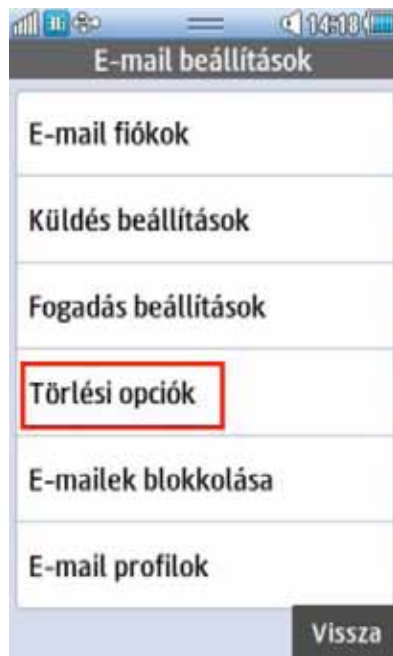 14:18
E-mail beállítások
E-mail fiókok
Küldés beállítások
Fogadás beállítások
Törlési opciók
E-mailek blokkolása
E-mail profilok
Vissza